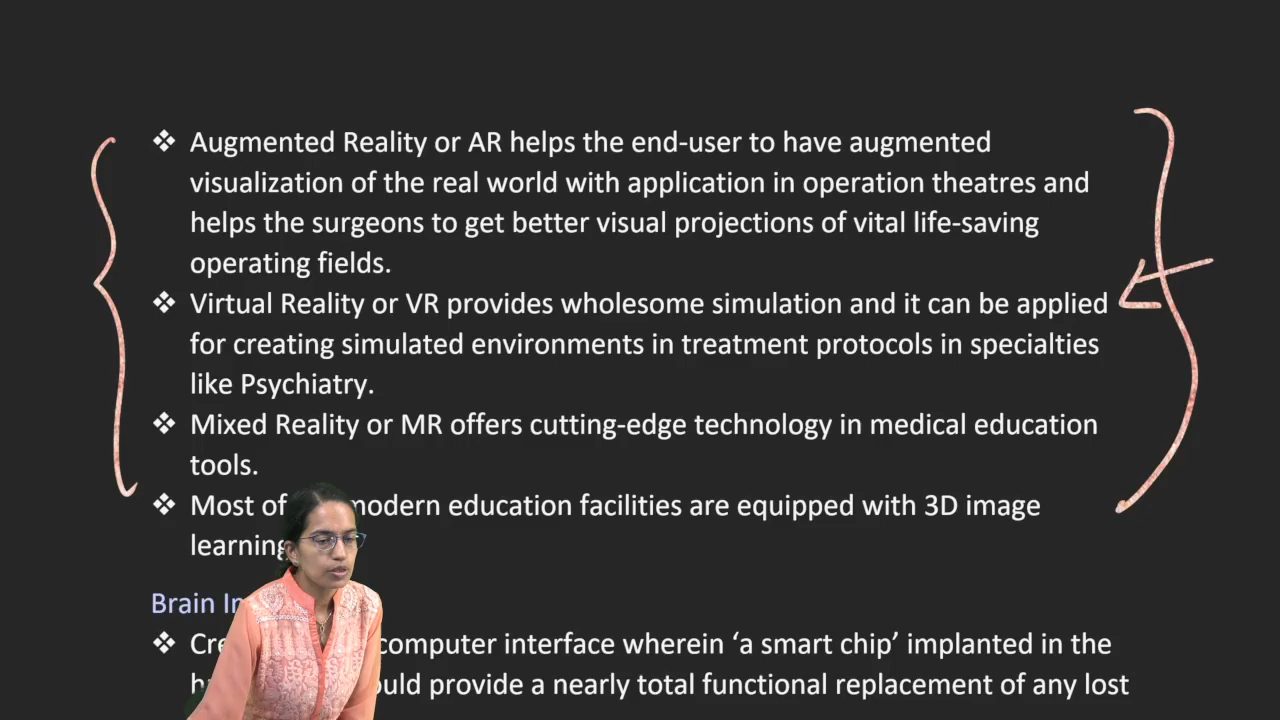 ❖ Augmented Reality or AR helps the end-user to have augmented
visualization of the real world with application in operation theatres and
helps the surgeons to get better visual projections of vital life-saving
operating fields.
❖ Virtual Reality or VR provides wholesome simulation and it can be applied
for creating simulated environments in treatment protocols in specialties
like Psychiatry.
❖ Mixed Reality or MR offers cutting-edge technology in medical education
tools.
❖ Most of modern education facilities are equipped with 3D image
learning
Brain
❖ computer interface wherein ‘a smart chip’ implanted in the
provide a nearly total functional replacement of any lost